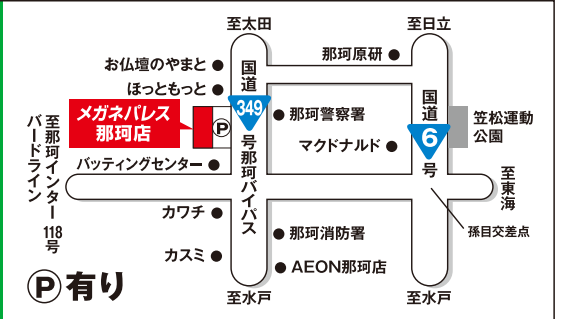 至太田
至日立
那珂原研
お仏壇のやまと
ほっともっと
国道
349
号那珂バイパス
国道
6
号
メガネパレス
那珂店
P
那珂警察署
マクドナルド
笠松運動
公園
バッティングセンター
至那珂インター 118号
バードライン
至東海
カワチ
カスミ
那珂消防署
AEON那珂店
孫目交差点
P有り
至水戸
至水戸